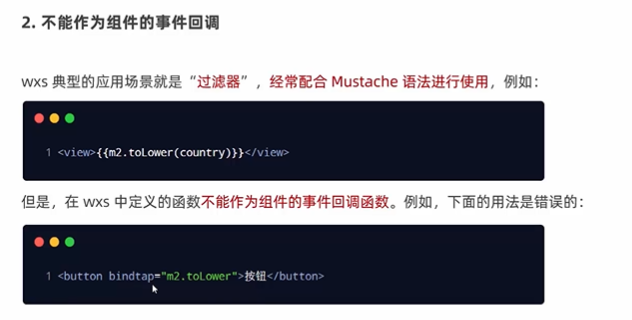 2. 不能作为组件的事件回调
wxs 典型的应用场景就是“过滤器”，经常配合 Mustache 语法进行使用，例如：
1 <view>{{m2.toLower(country)}}</view>
但是，在 wxs 中定义的函数不能作为组件的事件回调函数。例如，下面的用法是错误的：
1 <button bindtap="m2.toLower">按钮</button>